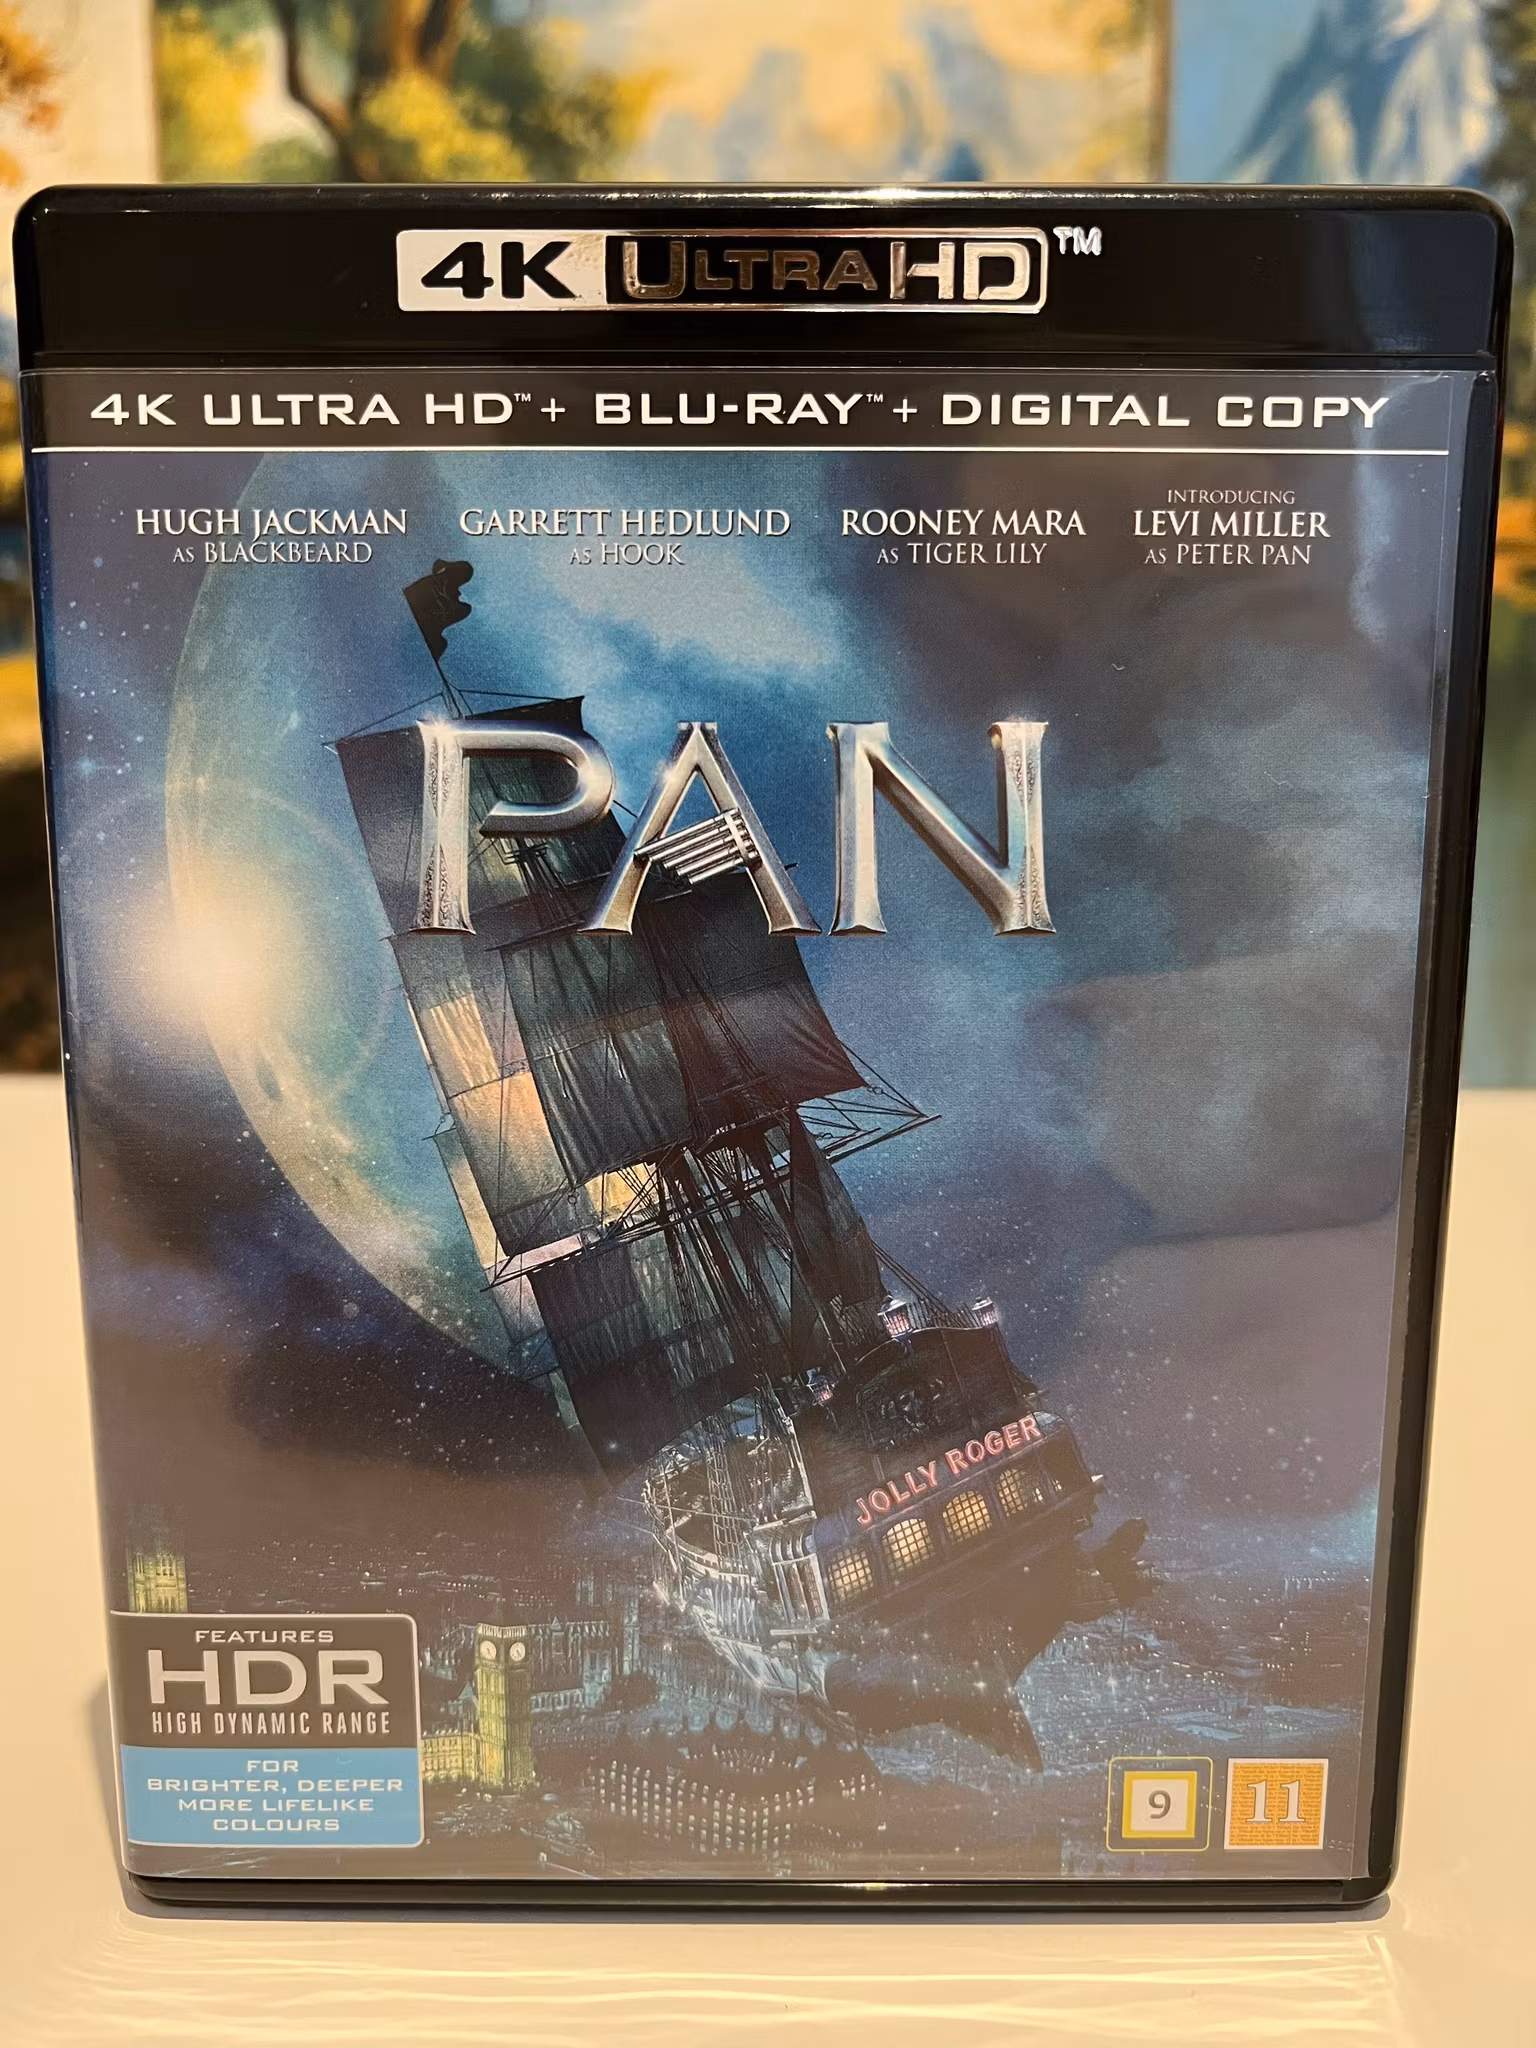 4K ULTRA HD™
4K ULTRA HD™ + BLU-RAY™ + DIGITAL COPY
HUGH JACKMAN
AS BLACKBEARD
GARRETT HEDLUND
AS HOOK
ROONEY MARA
AS TIGER LILY
INTRODUCING
LEVI MILLER
AS PETER PAN
PAN
JOLLY ROGER
FEATURES
HDR
HIGH DYNAMIC RANGE
FOR
BRIGHTER, DEEPER
MORE LIFELIKE
COLOURS
9
11